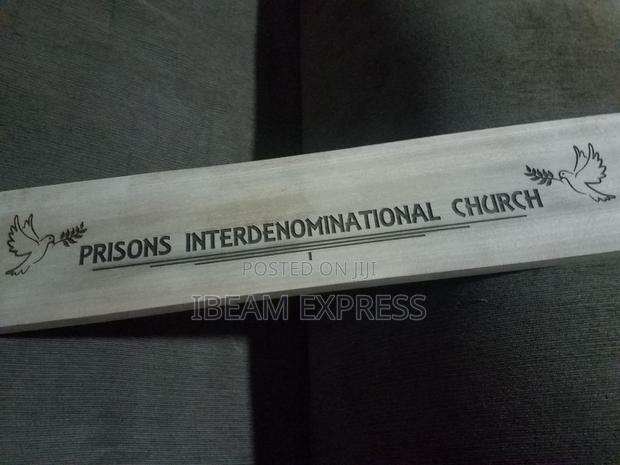 PRISONS INTERDENOMINATIONAL CHURCH
POSTED ON JIJI
IBEAM EXPRESS